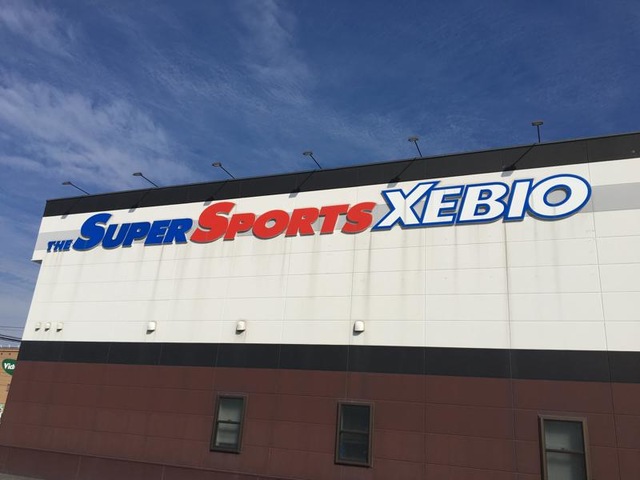 THE SUPER SPORTS XEBIO